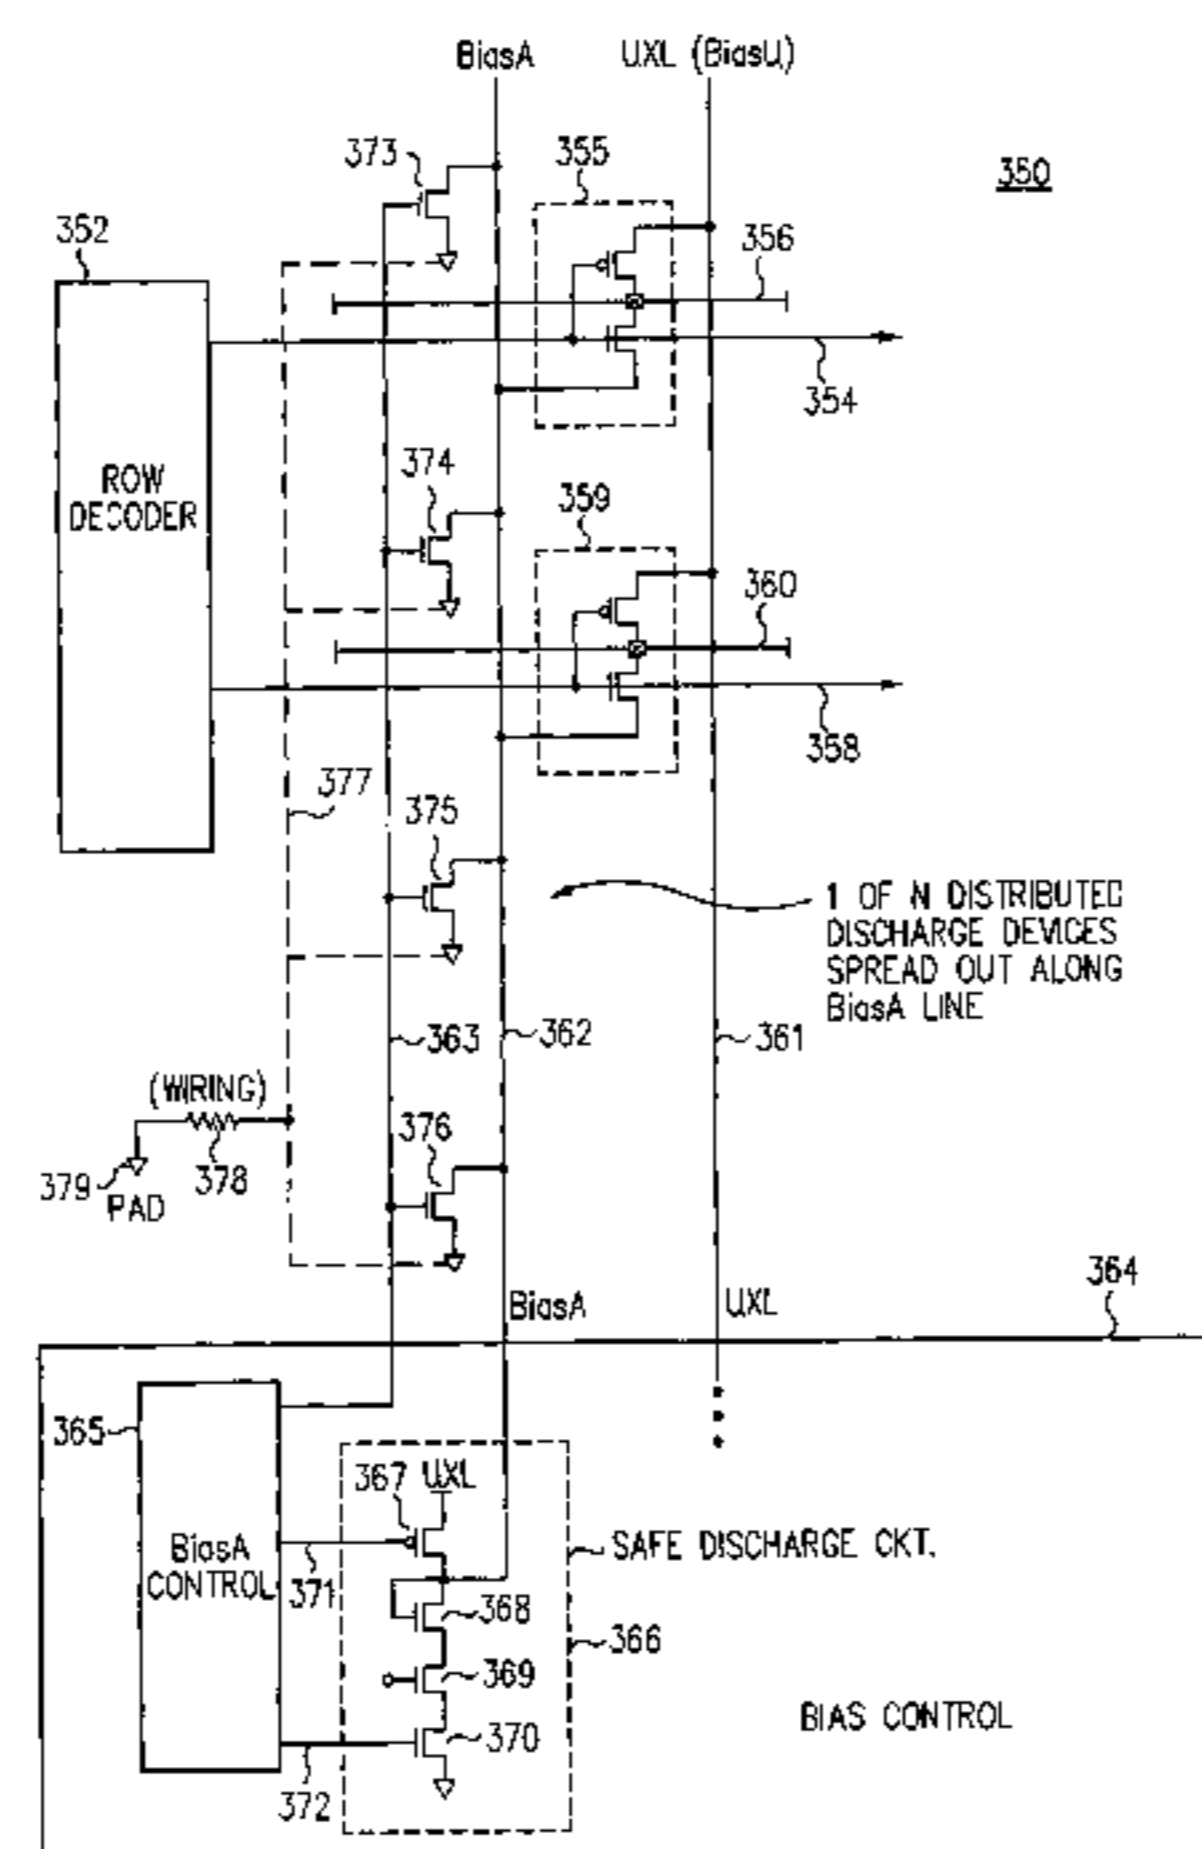 BiasA
UXL (BiasU)
373
355
350
352
356
354
ROW
DECODER
374
359
360
358
377
375
1 OF N DISTRIBUTED
DISCHARGE DEVICES
SPREAD OUT ALONG
BiasA LINE
363
362
361
(WIRING)
378
379
PAD
376
BiasA
UXL
364
365
367
UXL
BiasA
CONTROL
371
SAFE DISCHARGE CKT.
368
366
369
370
372
BIAS CONTROL